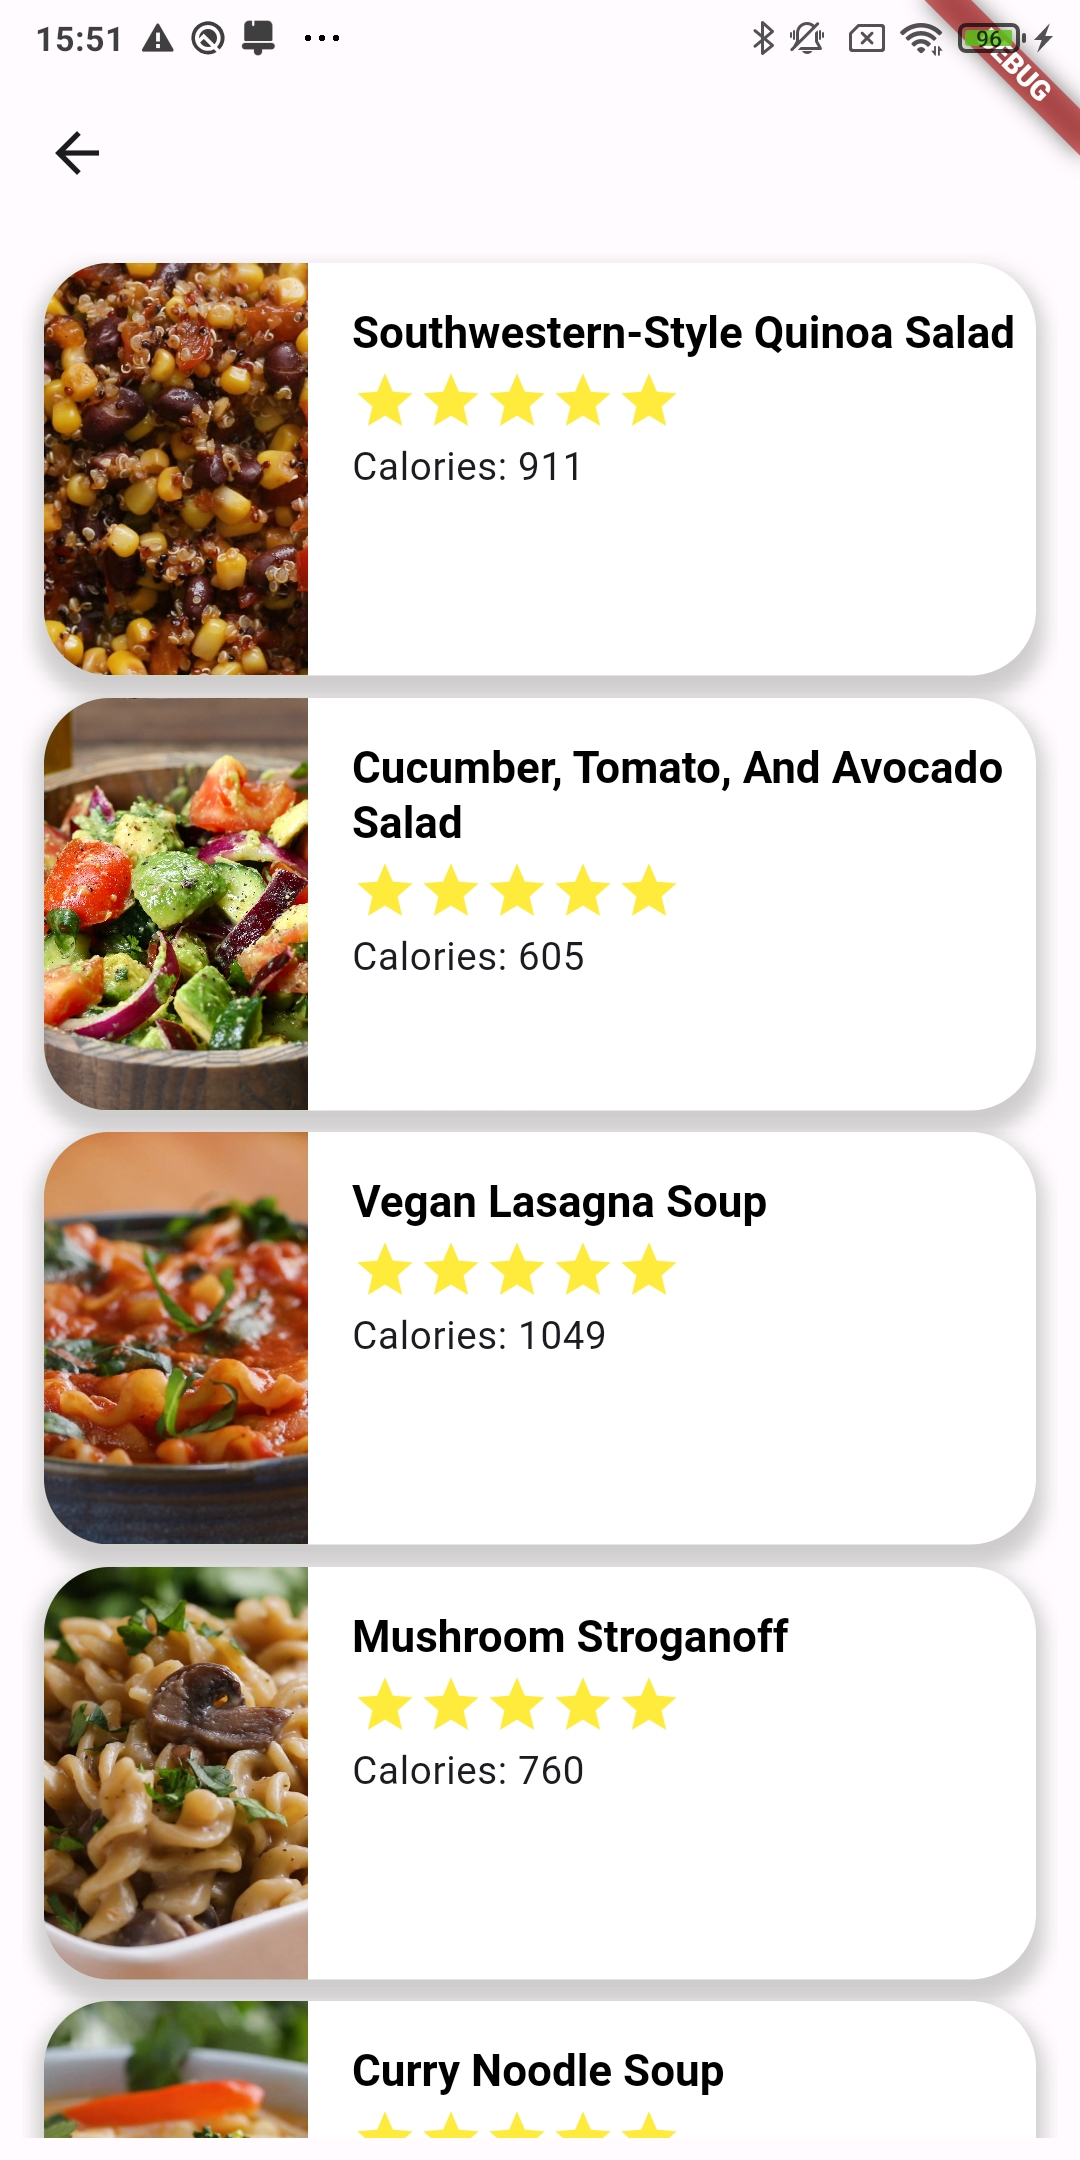 15:51
96
DEBUG
Southwestern-Style Quinoa Salad
Calories: 911
Cucumber, Tomato, And Avocado
Salad
Calories: 605
Vegan Lasagna Soup
Calories: 1049
Mushroom Stroganoff
Calories: 760
Curry Noodle Soup